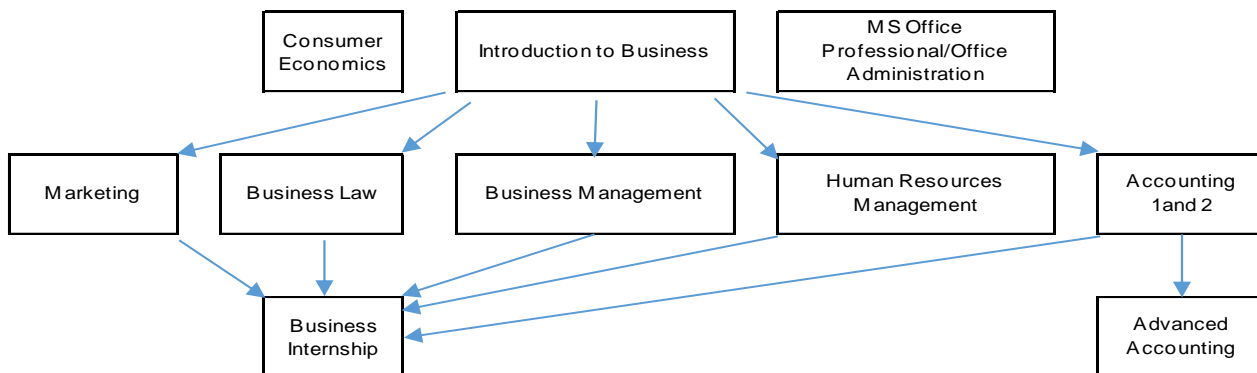 Consumer
Economics
Introduction to Business
MS Office
Professional/Office
Administration
Marketing
Business Law
Business Management
Human Resources
Management
Accounting
1and 2
Business
Internship
Advanced
Accounting